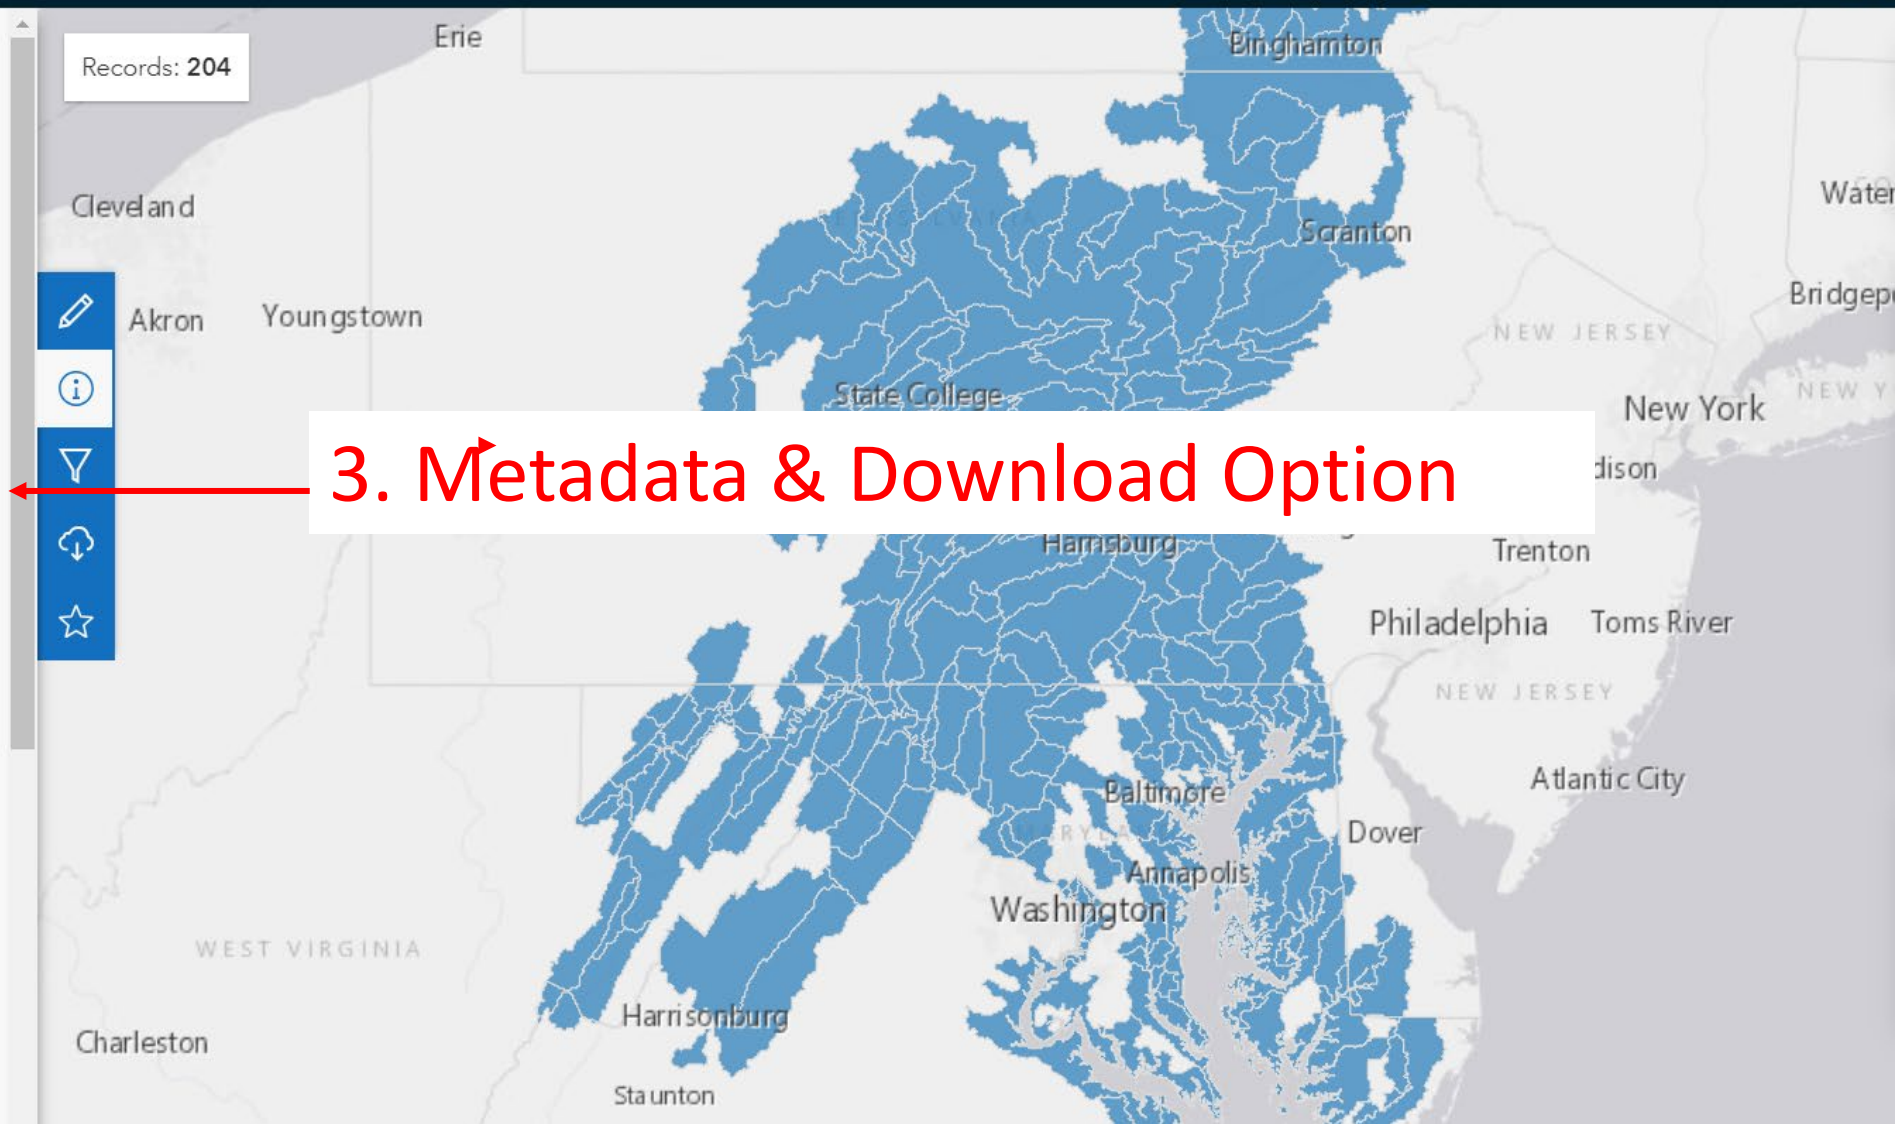 Erie
Binghamton
Records: 204
Cleveland
Water
Scranton
Bridgep
Akron
Youngstown
NEW JERSEY
State College
NEW Y
New York
3. Metadata & Download Option
dison
Harrisburg
Trenton
Philadelphia
Toms River
NEW JERSEY
Atlantic City
Baltimore
MARYLA
Dover
Annapolis
Washington
WEST VIRGINIA
Harrisonburg
Charleston
Staunton